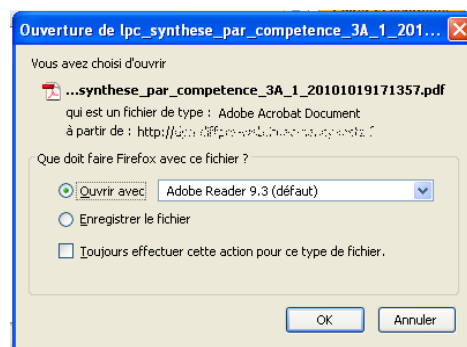 Ouverture de lpc_synthese_par_competence_3A_1_201...
Vous avez choisi d'ouvrir
...synthese_par_competence_3A_1_20101019171357.pdf
qui est un fichier de type : Adobe Acrobat Document
à partir de : http://
Que doit faire Firefox avec ce fichier ?
Ouvrir avec
Adobe Reader 9.3 (défaut)
Enregistrer le fichier
Toujours effectuer cette action pour ce type de fichier.
OK
Annuler